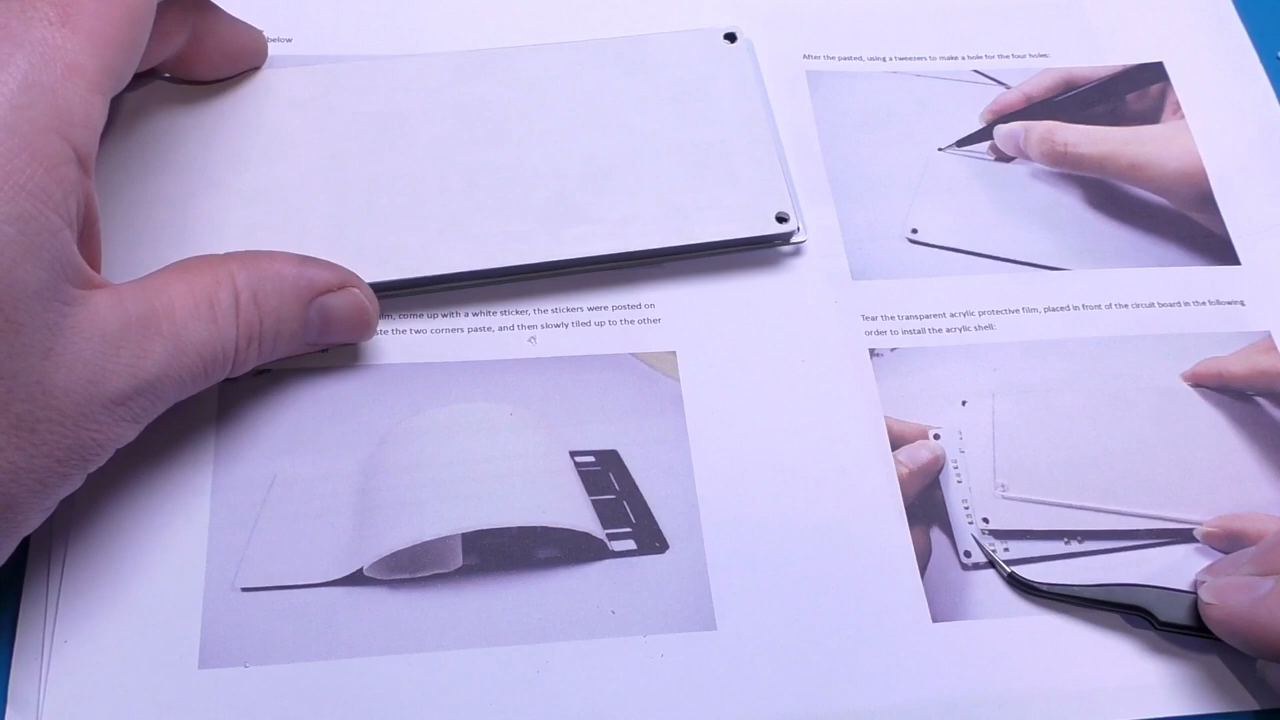 below
After the pasted, using a tweezers to make a hole for the four holes:
film, come up with a white sticker, the stickers were posted on
the two corners paste, and then slowly tiled up to the other
Tear the transparent acrylic protective film, placed in front of the circuit board in the following
order to install the acrylic shell: